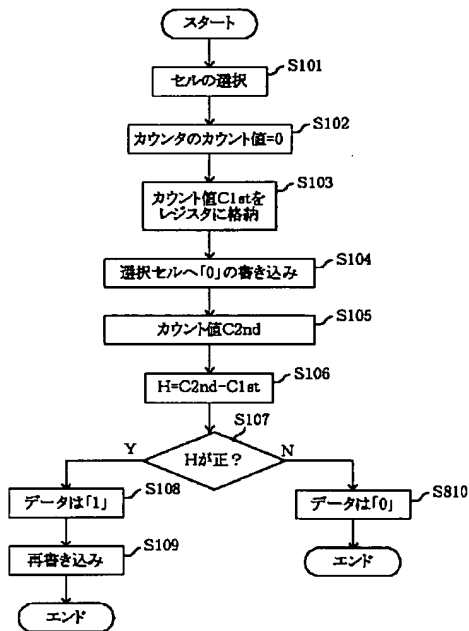 スタート
S101
セルの選択
S102
カウンタのカウント値=0
S103
カウント値C1stを
レジスタに格納
S104
選択セルへ「0」の書き込み
S105
カウント値C2nd
S106
H=C2nd-C1st
S107
Y
Hが正?
N
S108
データは「1」
S810
データは「0」
S109
再書き込み
エンド
エンド